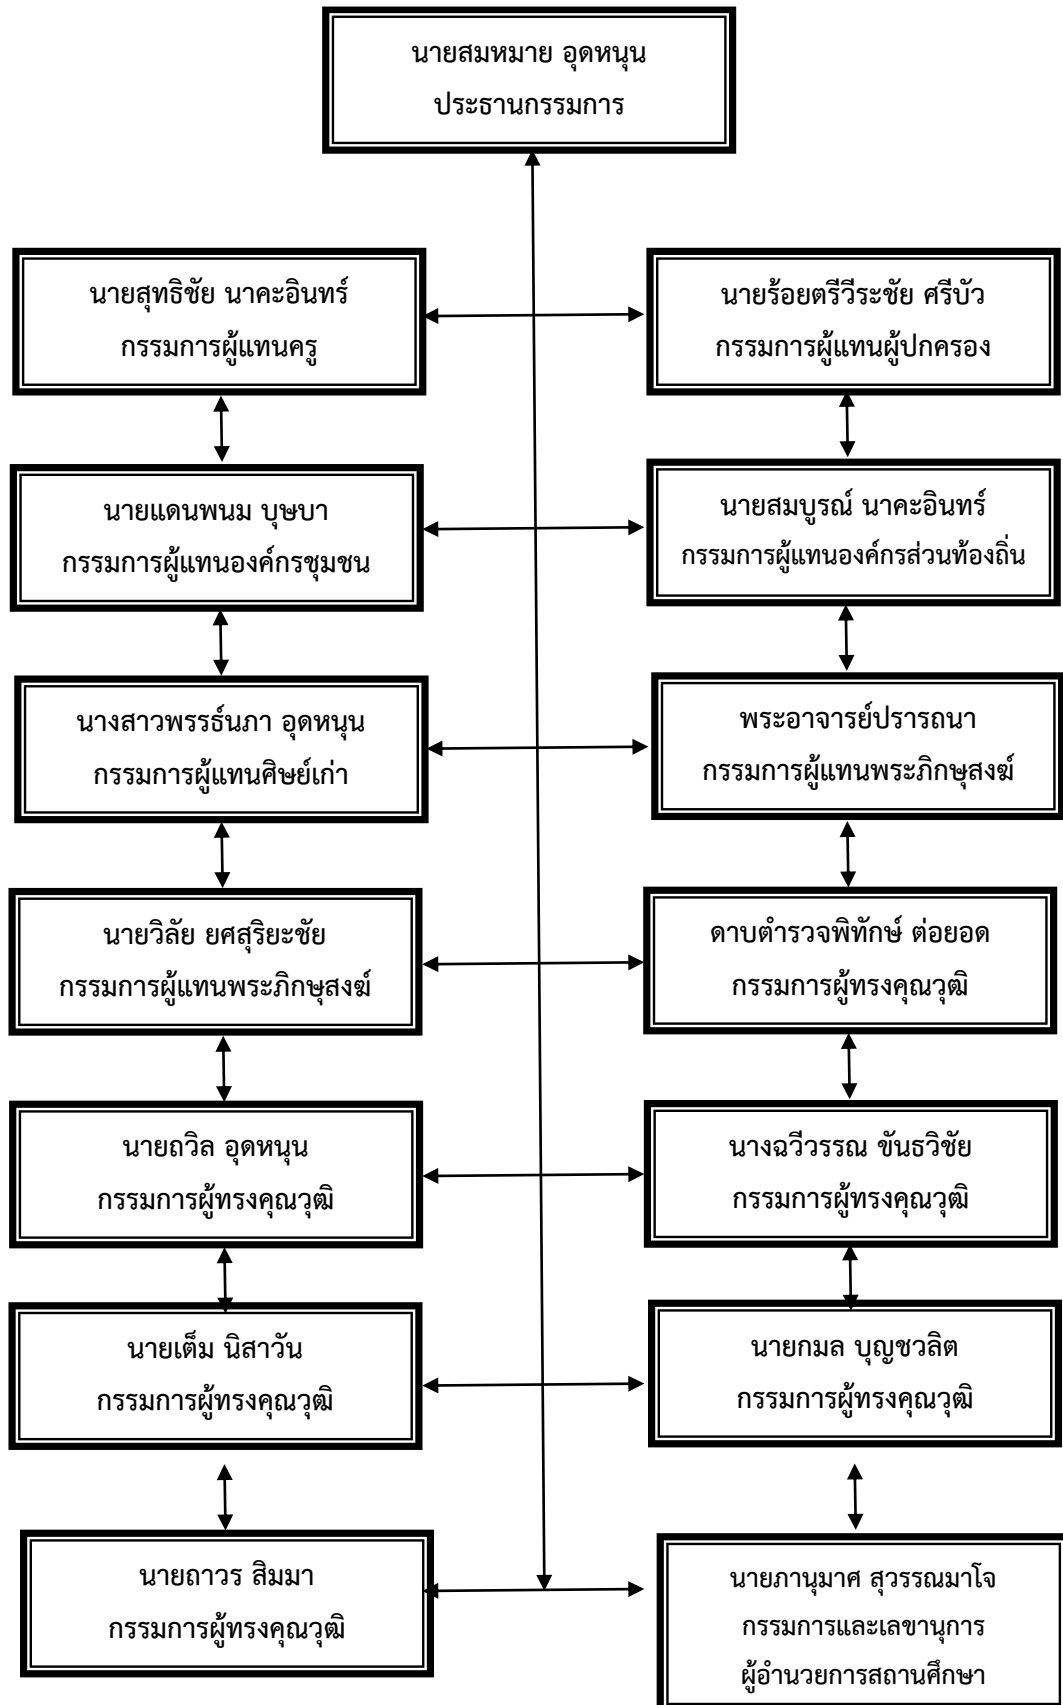 นายสมหมาย อุดหนุน
ประธานกรรมการ
นายสุทธิชัย นาคะอินทร์
กรรมการผู้แทนครู
นายร้อยตรีวีระชัย ศรีบัว
กรรมการผู้แทนผู้ปกครอง
นายแดนพนม บุษบา
กรรมการผู้แทนองค์กรชุมชน
นายสมบูรณ์ นาคะอินทร์
กรรมการผู้แทนองค์กรส่วนท้องถิ่น
นางสาวพรรธ์นภา อุดหนุน
กรรมการผู้แทนศิษย์เก่า
พระอาจารย์ปรารถนา
กรรมการผู้แทนพระภิกษุสงฆ์
นายวิลัย ยศสุริยะชัย
กรรมการผู้แทนพระภิกษุสงฆ์
ดาบตำรวจพิทักษ์ ต่อยอด
กรรมการผู้ทรงคุณวุฒิ
นายถวิล อุดหนุน
กรรมการผู้ทรงคุณวุฒิ
นางฉวีวรรณ ขันธวิชัย
กรรมการผู้ทรงคุณวุฒิ
นายเต็ม นิสาวัน
กรรมการผู้ทรงคุณวุฒิ
นายกมล บุญชวลิต
กรรมการผู้ทรงคุณวุฒิ
นายถาวร สิมมา
กรรมการผู้ทรงคุณวุฒิ
นายภานุมาศ สุวรรณมาโจ
กรรมการและเลขานุการ
ผู้อำนวยการสถานศึกษา